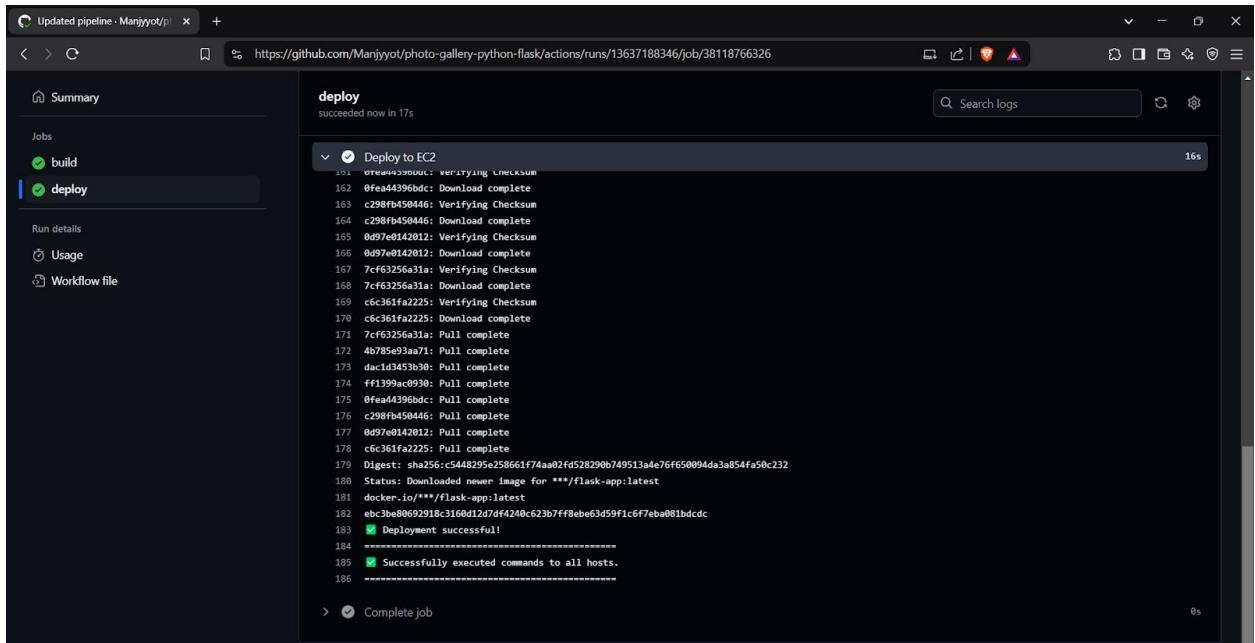 Updated pipeline · Manjyyot/pl
https://github.com/Manjyyot/photo-gallery-python-flask/actions/runs/13637188346/job/38118766326
Summary
Jobs
build
deploy
Run details
Usage
Workflow file
deploy
succeeded now in 17s
Search logs
Deploy to EC2 16s
161 0fea44396bdc: Verifying Checksum
162 0fea44396bdc: Download complete
163 c298fb450446: Verifying Checksum
164 c298fb450446: Download complete
165 0d97e0142012: Verifying Checksum
166 0d97e0142012: Download complete
167 7cf63256a31a: Verifying Checksum
168 7cf63256a31a: Download complete
169 c6c361fa2225: Verifying Checksum
170 c6c361fa2225: Download complete
171 7cf63256a31a: Pull complete
172 4b785e93aa71: Pull complete
173 dac1d3453b30: Pull complete
174 ff1399ac0930: Pull complete
175 0fea44396bdc: Pull complete
176 c298fb450446: Pull complete
177 0d97e0142012: Pull complete
178 c6c361fa2225: Pull complete
179 Digest: sha256:c5448295e258661f74aa02fd528290b749513a4e76f650094da3a854fa50c232
180 Status: Downloaded newer image for ***/flask-app:latest
181 docker.io/***/flask-app:latest
182 ebc3be80692918c3160d12d7df4240c623b7ff8ebe63d59f1c6f7eba081bdcdc
183 ✅ Deployment successful!
184 ===============================================
185 ✅ Successfully executed commands to all hosts.
186 ===============================================
Complete job 0s